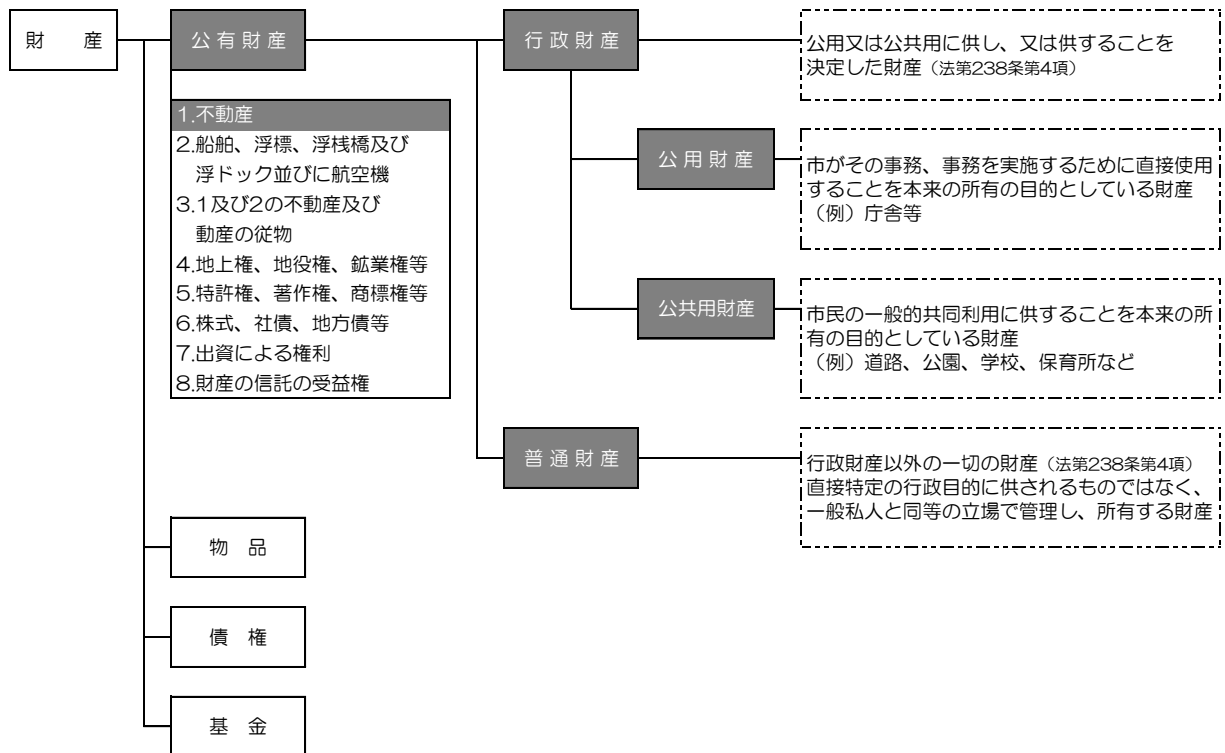 財 産
公有財産
行政財産
公用又は公共用に供し、又は供することを
決定した財産（法第238条第4項）
1.不動産
2.船舶、浮標、浮桟橋及び
浮ドック並びに航空機
3.1及び2の不動産及び
動産の従物
4.地上権、地役権、鉱業権等
5.特許権、著作権、商標権等
6.株式、社債、地方債等
7.出資による権利
8.財産の信託の受益権
公用財産
市がその事務、事務を実施するために直接使用
することを本来の所有の目的としている財産
（例）庁舎等
公共用財産
市民の一般的共同利用に供することを本来の所
有の目的としている財産
（例）道路、公園、学校、保育所など
普通財産
行政財産以外の一切の財産（法第238条第4項）
直接特定の行政目的に供されるものではなく、
一般私人と同等の立場で管理し、所有する財産
物 品
債 権
基 金